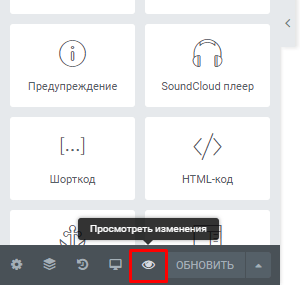 Предупреждение
SoundCloud плеер
[...]
Шорткод
HTML-код
Просмотреть изменения
ОБНОВИТЬ